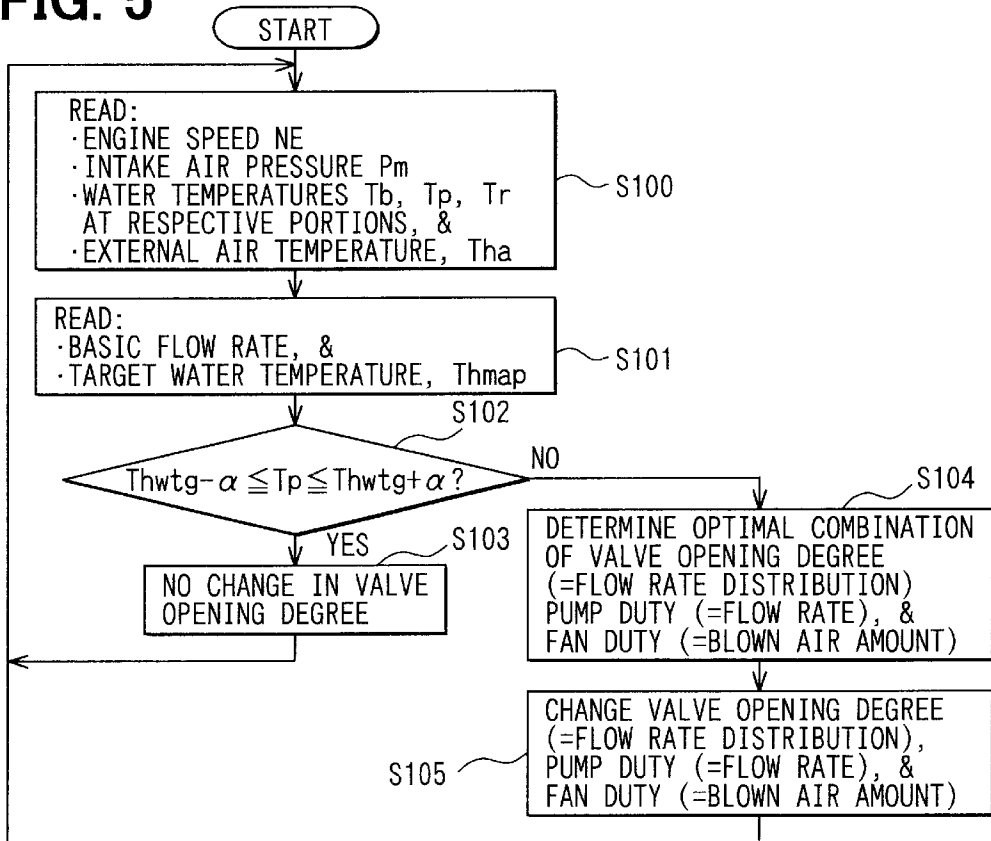 FIG. 5
START
READ:
·ENGINE SPEED NE
·INTAKE AIR PRESSURE Pm
·WATER TEMPERATURES Tb, Tp, Tr
AT RESPECTIVE PORTIONS, &
·EXTERNAL AIR TEMPERATURE, Tha
S100
READ:
·BASIC FLOW RATE, &
·TARGET WATER TEMPERATURE, Thmap
S101
S102
Thwtg-α ≦Tp≦Thwtg+α?
NO
YES
S103
NO CHANGE IN VALVE
OPENING DEGREE
S104
DETERMINE OPTIMAL COMBINATION
OF VALVE OPENING DEGREE
(=FLOW RATE DISTRIBUTION)
PUMP DUTY (=FLOW RATE), &
FAN DUTY (=BLOWN AIR AMOUNT)
CHANGE VALVE OPENING DEGREE
(=FLOW RATE DISTRIBUTION),
PUMP DUTY (=FLOW RATE), &
FAN DUTY (=BLOWN AIR AMOUNT)
S105